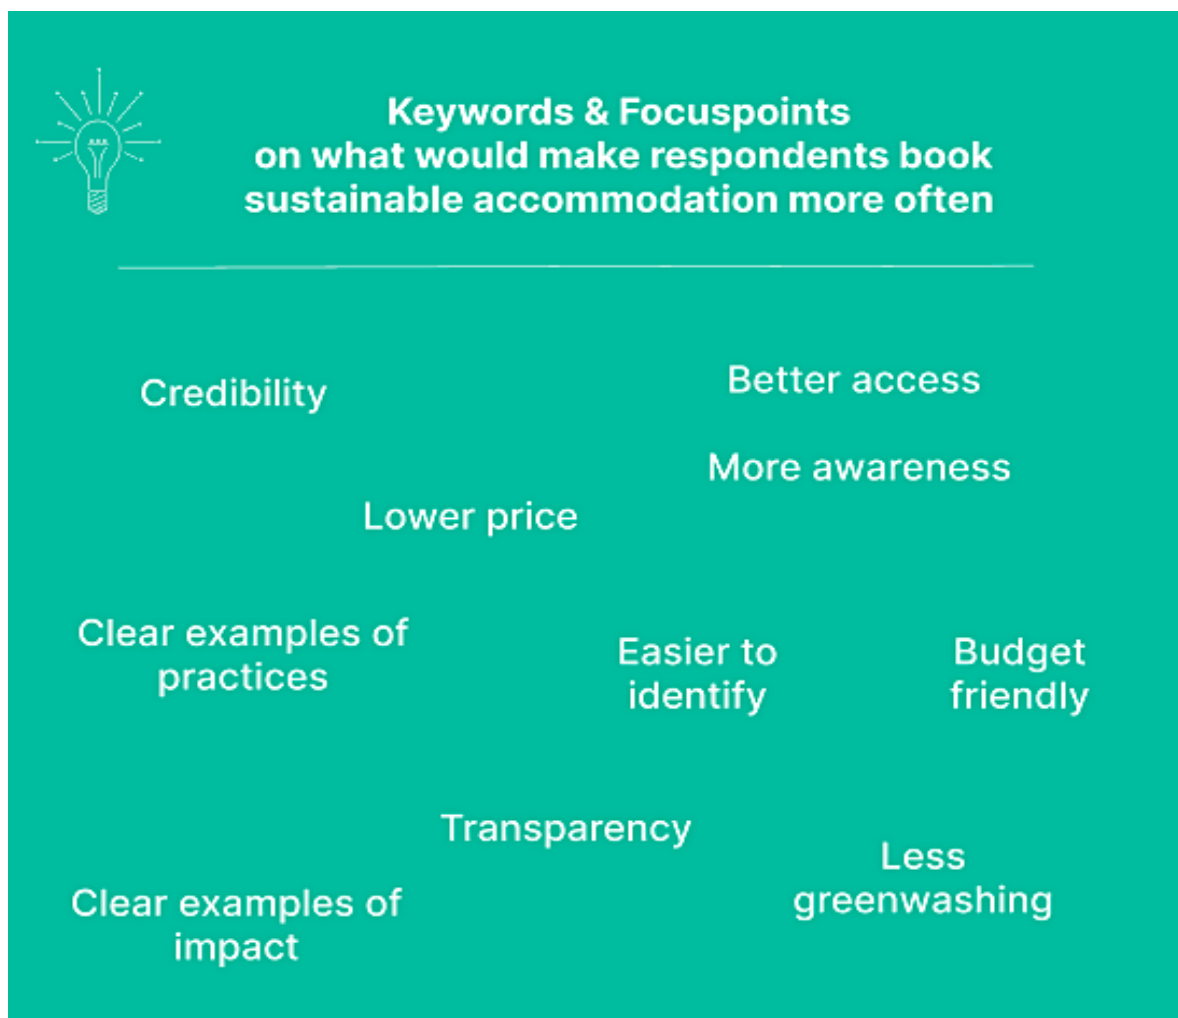 Keywords & Focuspoints
on what would make respondents book
sustainable accommodation more often
Credibility
Better access
More awareness
Lower price
Clear examples of
practices
Easier to
identify
Budget
friendly
Transparency
Less
greenwashing
Clear examples of
impact